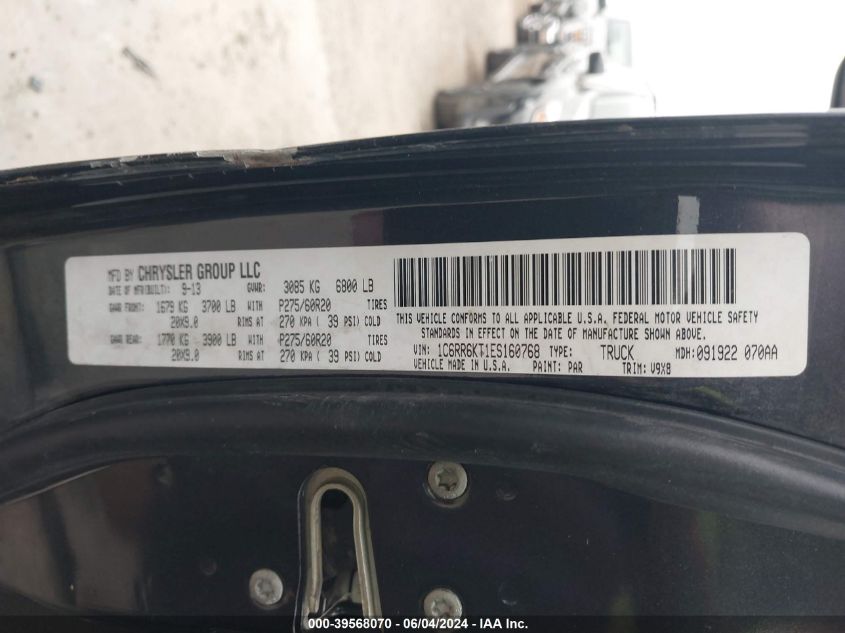 MFD BY CHRYSLER GROUP LLC
DATE OF MFR(BUILT): 9-13 GVWR: 3085 KG 6800 LB
GAWR FRONT: 1679 KG 3700 LB WITH P275/60R20 TIRES
20X9.0 RIMS AT 270 KPA ( 39 PSI) COLD
GAWR REAR: 1770 KG 3900 LB WITH P275/60R20 TIRES
20X9.0 RIMS AT 270 KPA ( 39 PSI) COLD
THIS VEHICLE CONFORMS TO ALL APPLICABLE U.S.A. FEDERAL MOTOR VEHICLE SAFETY
STANDARDS IN EFFECT ON THE DATE OF MANUFACTURE SHOWN ABOVE.
VIN: 1C6RR6KT1ES160768 TYPE: TRUCK MDH: 091922 070AA
VEHICLE MADE IN U.S.A. PAINT: PAR TRIM: V9X8
000-39568070 - 06/04/2024 - IAA Inc.